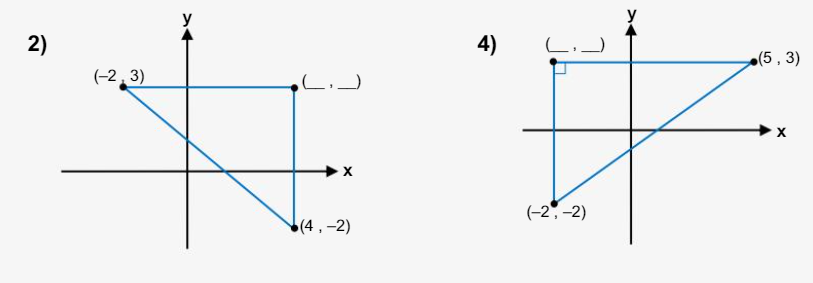 2)
y
(–2 , 3)
(__ , __)
x
(4 , –2)
4)
y
(__ , __)
(5 , 3)
x
(–2 , –2)